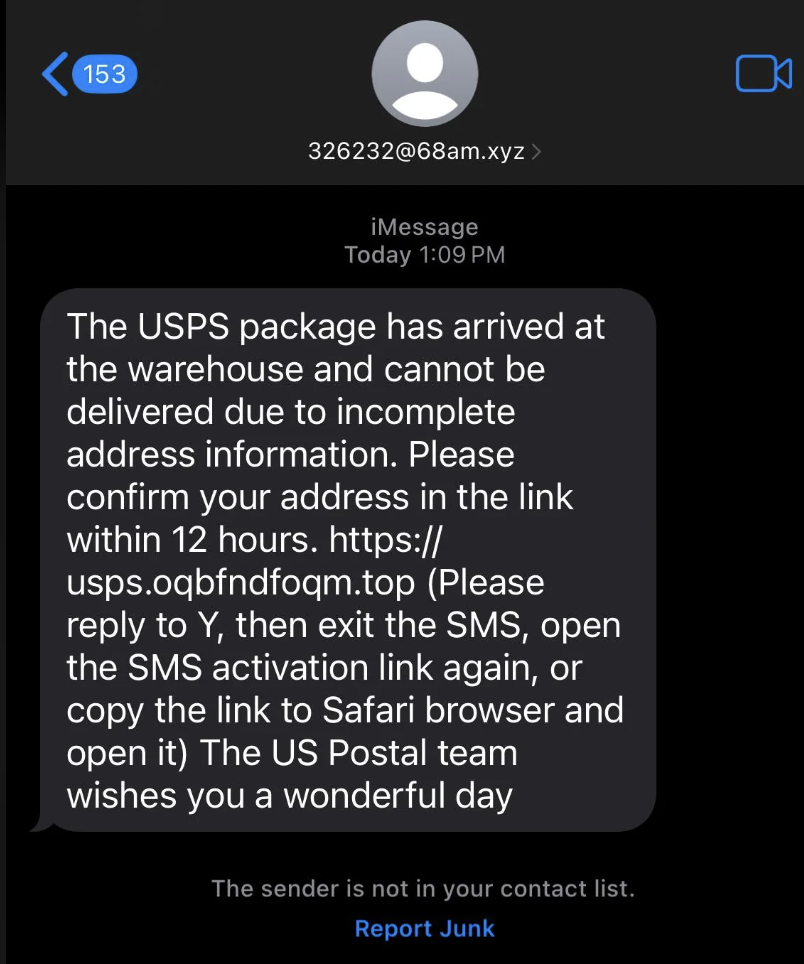 153
326232@68am.xyz
iMessage
Today 1:09 PM
The USPS package has arrived at
the warehouse and cannot be
delivered due to incomplete
address information. Please
confirm your address in the link
within 12 hours. https://
usps.oqbfndfoqm.top (Please
reply to Y, then exit the SMS, open
the SMS activation link again, or
copy the link to Safari browser and
open it) The US Postal team
wishes you a wonderful day
The sender is not in your contact list.
Report Junk